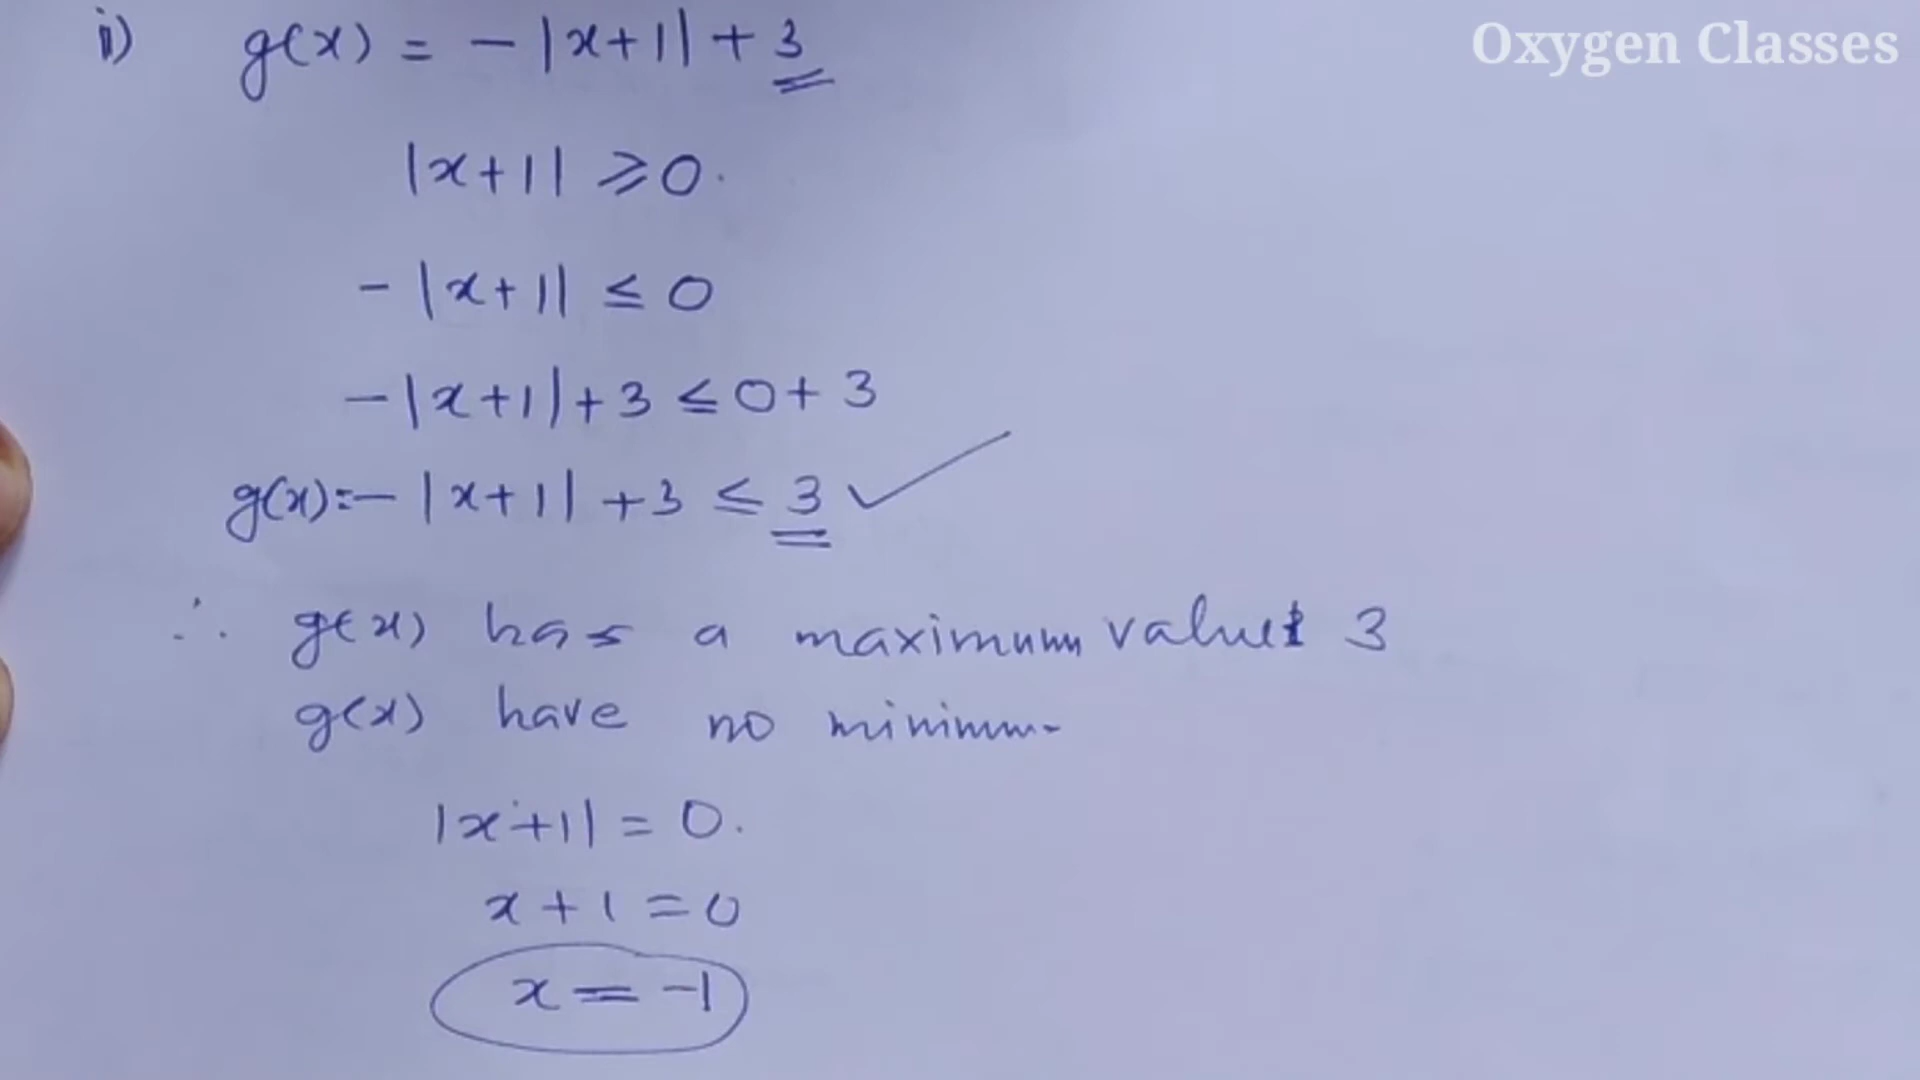 i) g(x) = - |x+1| + 3
Oxygen Classes
|x+1| ⩾ 0.
- |x+1| ≤ 0
- |x+1| + 3 ≤ 0 + 3
g(x) = - |x+1| + 3 ≤ 3 ✓
∴ g(x) has a maximum value 3
g(x) have no minimum
|x+1| = 0.
x + 1 = 0
x = -1